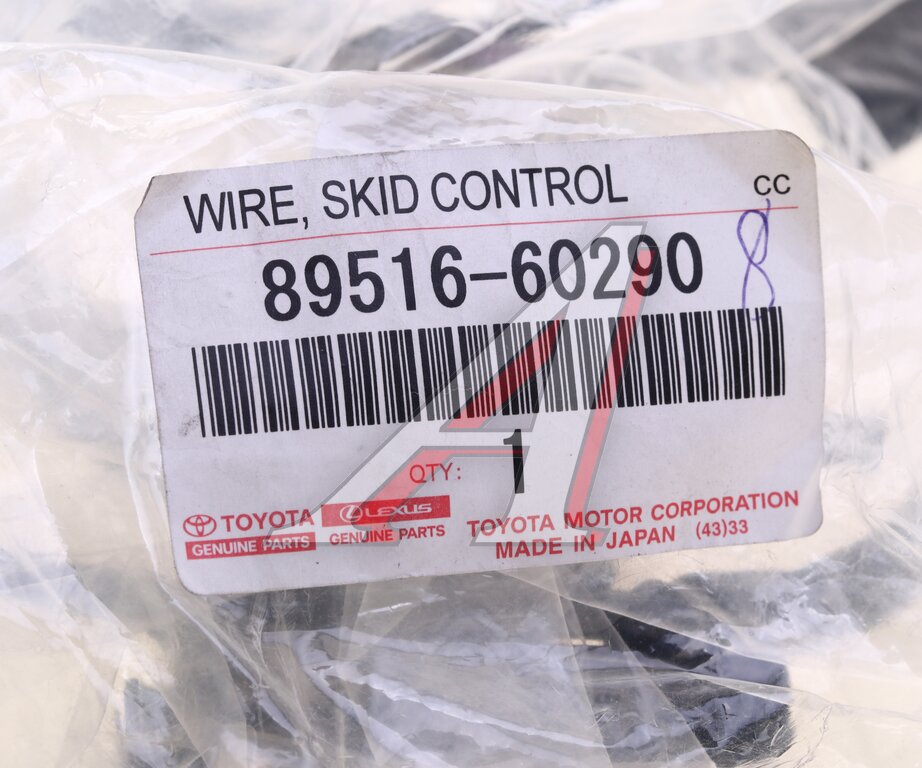 WIRE, SKID CONTROL
CC
89516-60290
QTY: 1
TOYOTA
GENUINE PARTS
LEXUS
GENUINE PARTS
TOYOTA MOTOR CORPORATION
MADE IN JAPAN (43)33